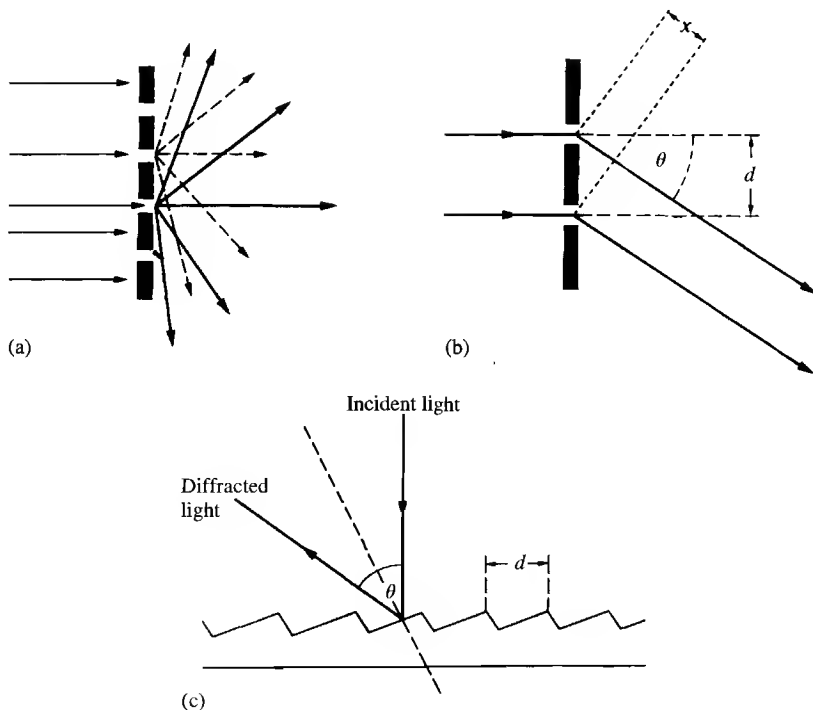 x
θ
d
(a)
(b)
Incident light
Diffracted
light
θ
d
(c)